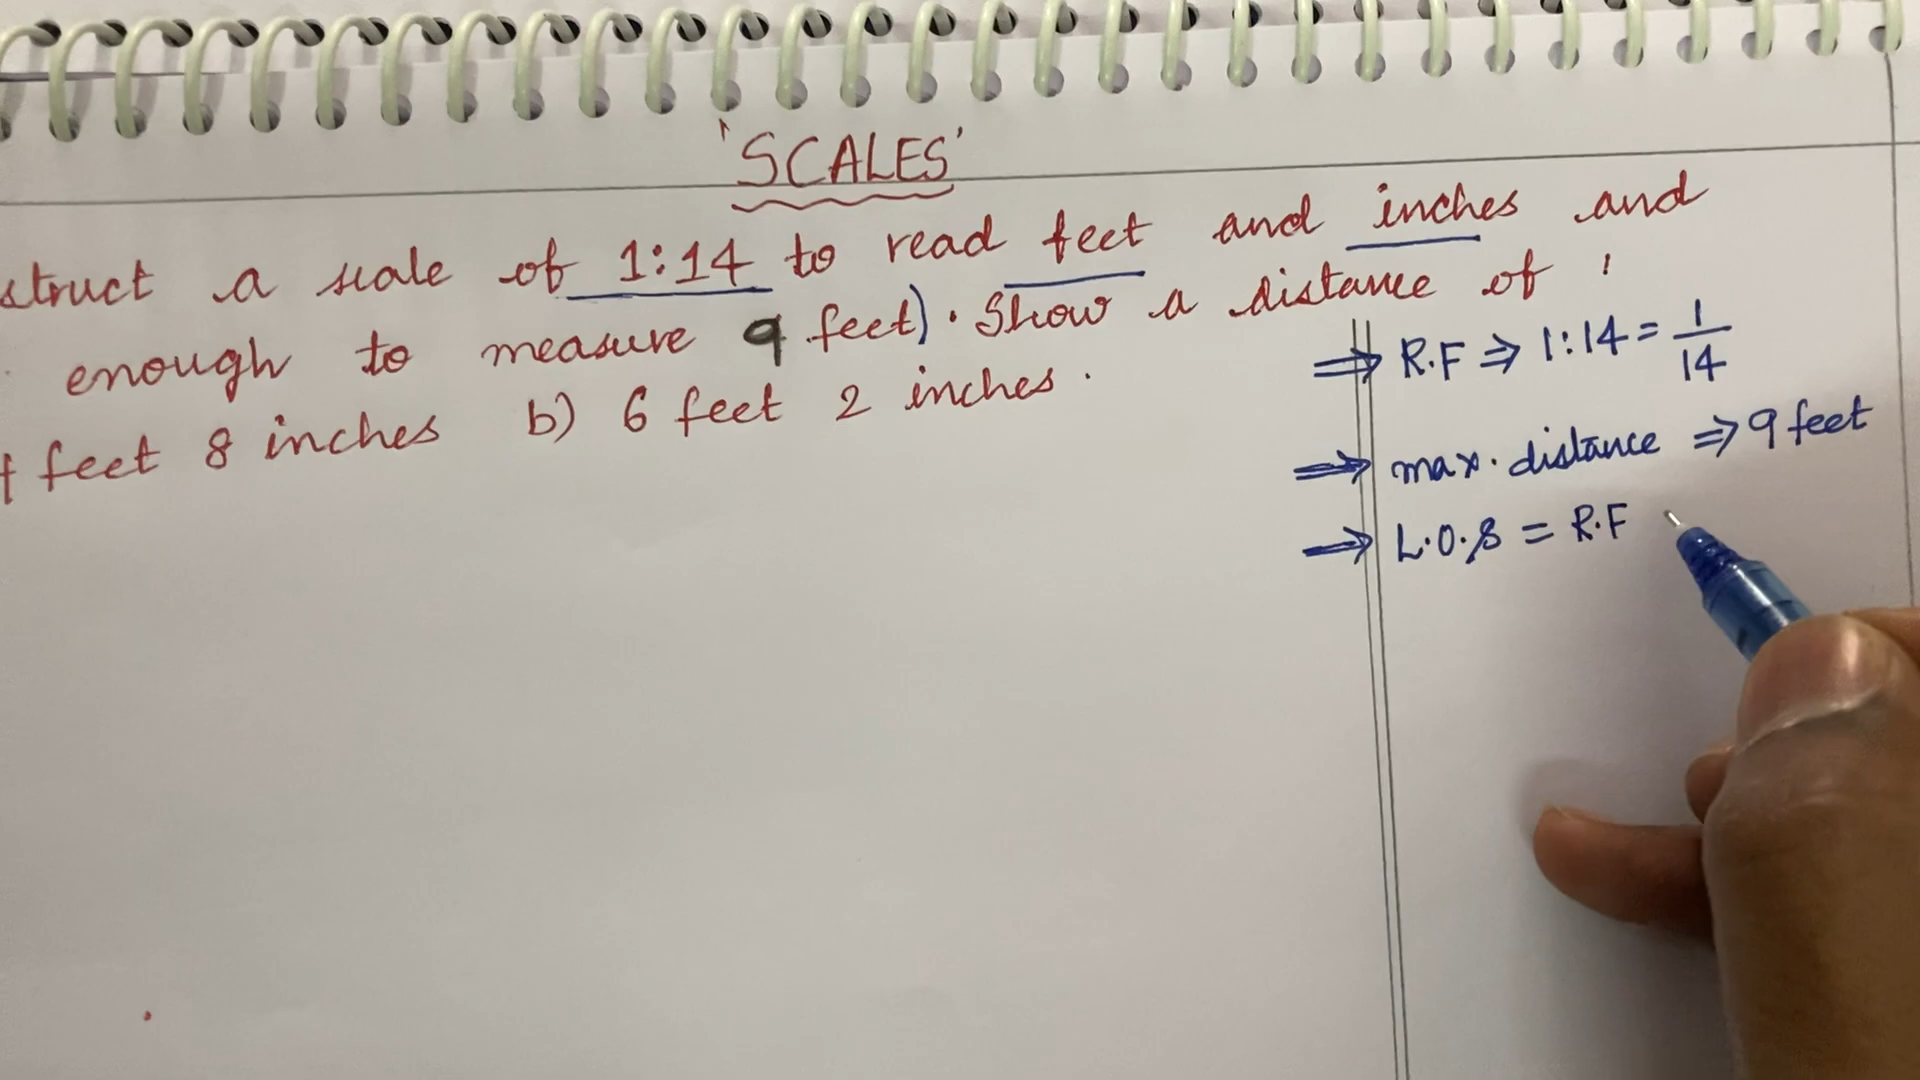 'SCALES'
struct a scale of 1:14 to read feet and inches and
enough to measure 9 feet). Show a distance of
feet 8 inches b) 6 feet 2 inches.
⇒ R.F ⇒ 1:14 = 1/14
⇒ max. distance ⇒ 9 feet
⇒ L.O.S = R.F